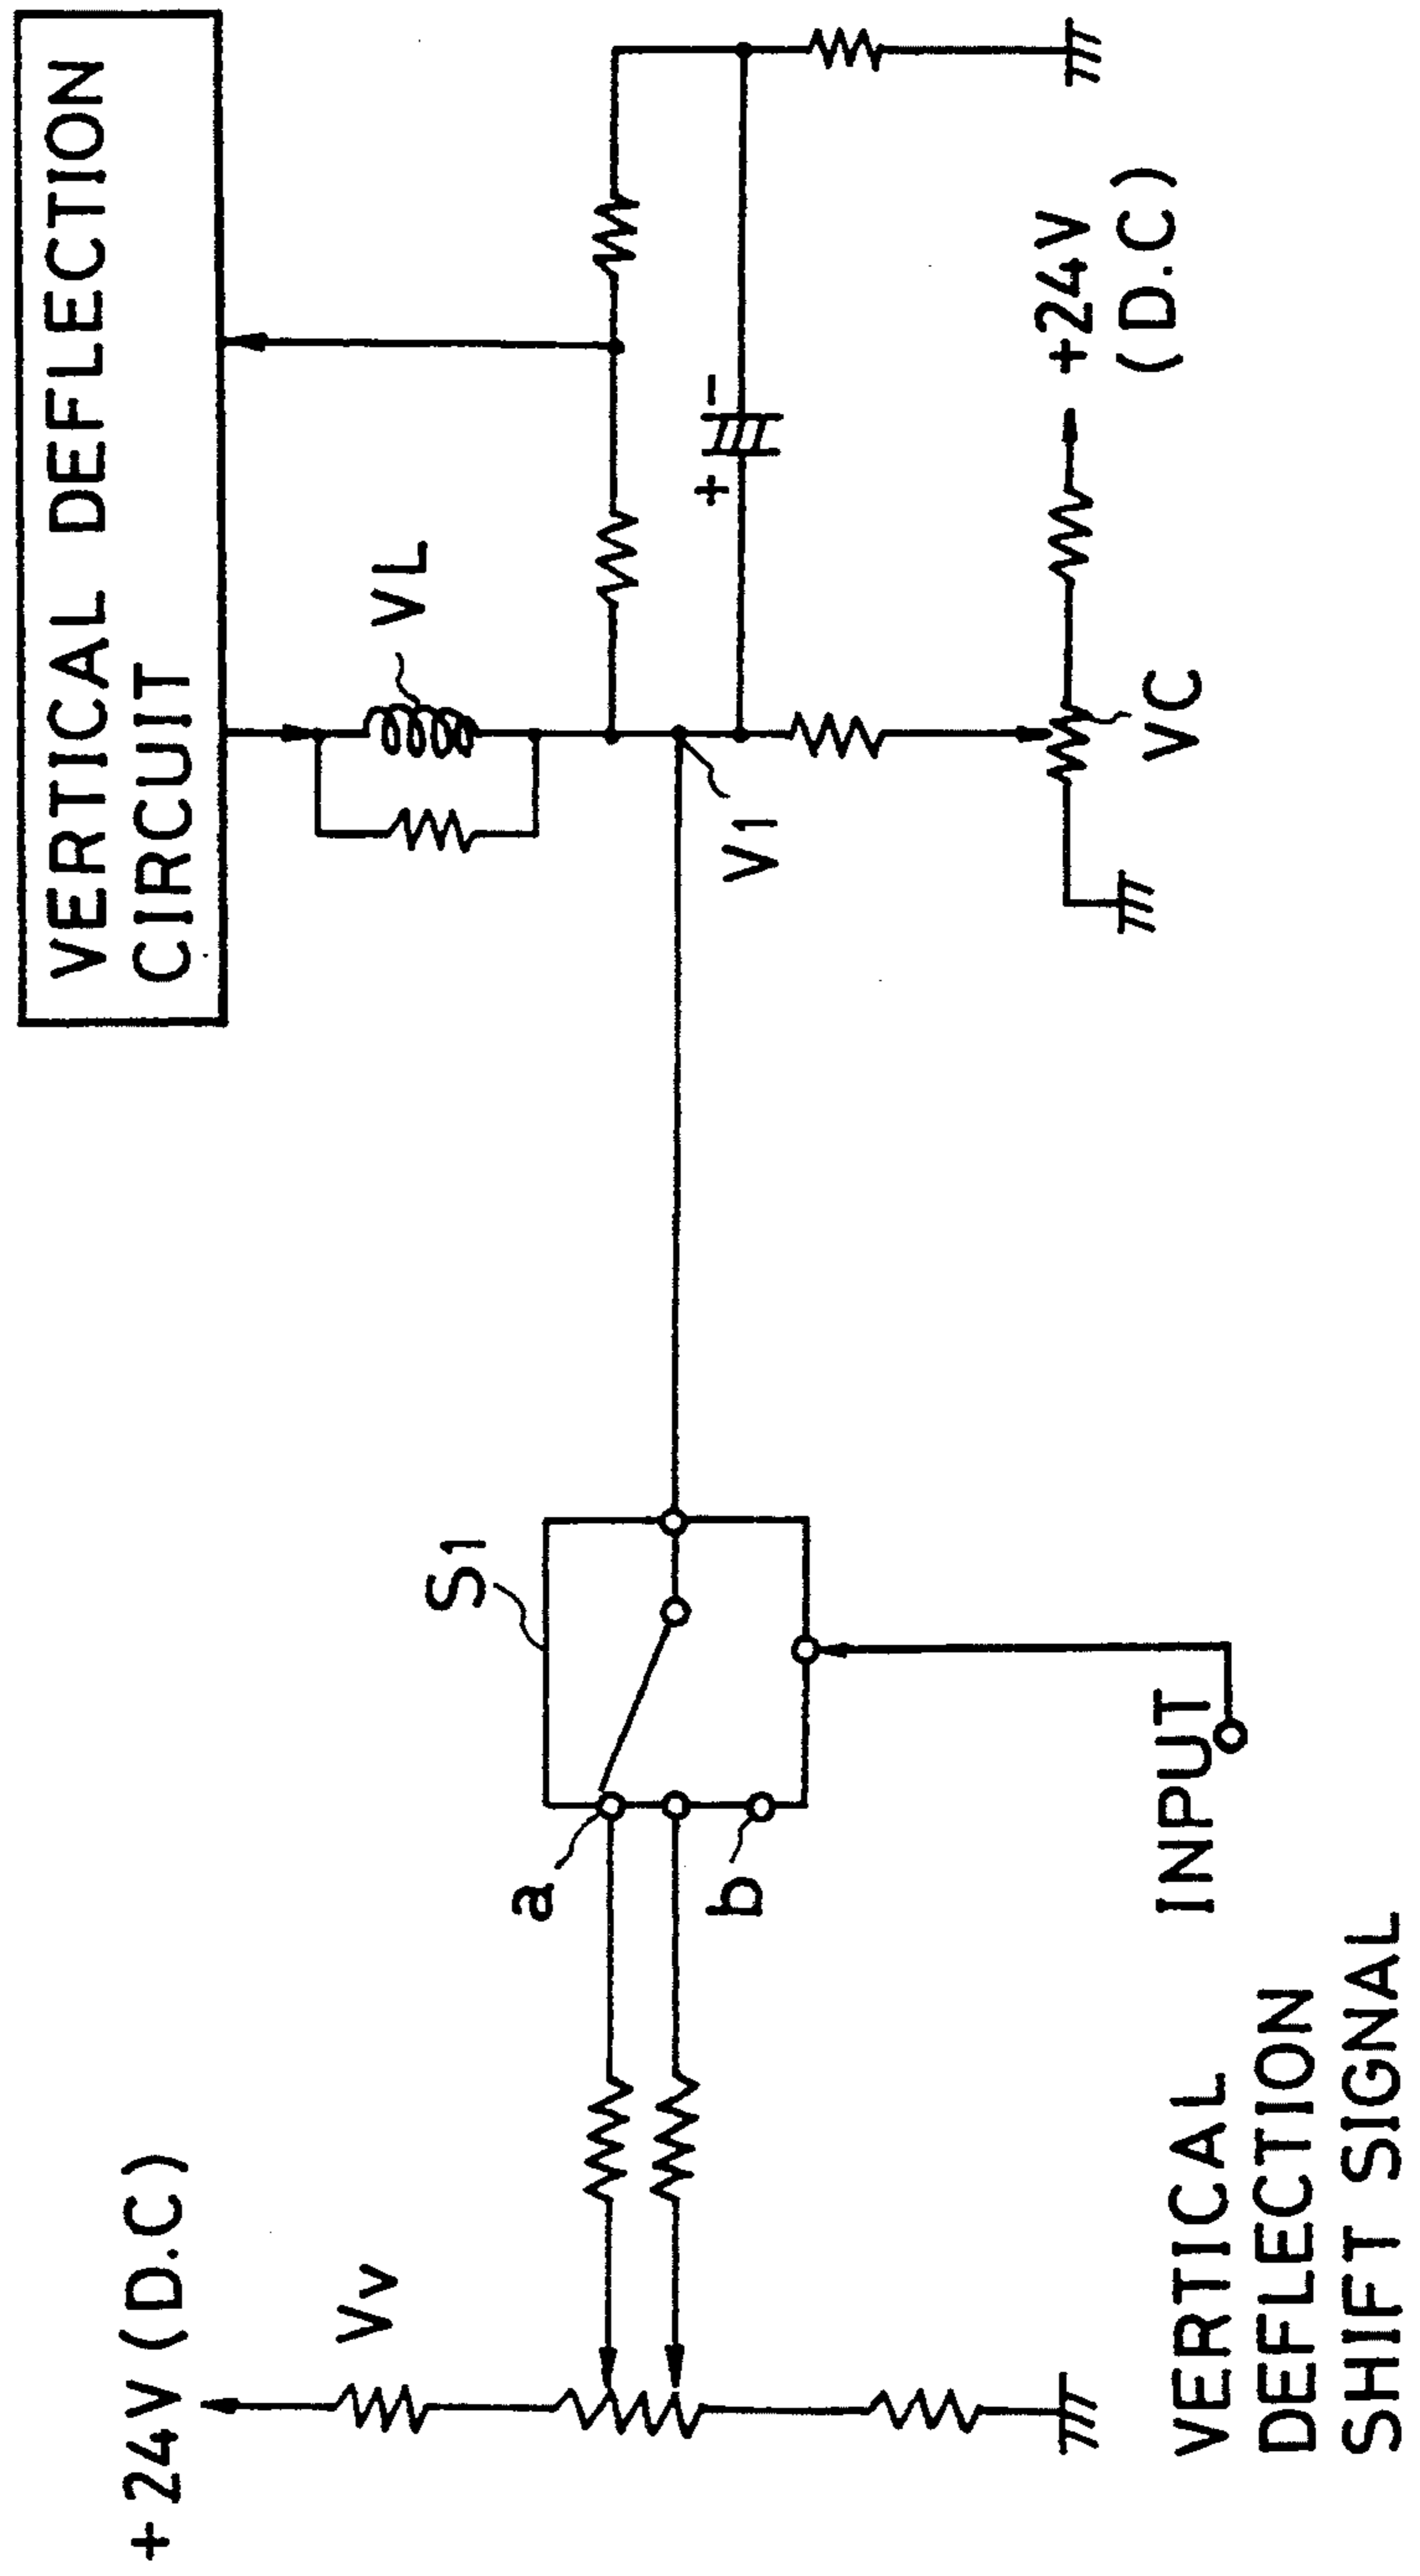 +24V (D.C)
VV
a
b
S1
VERTICAL
DEFLECTION
SHIFT SIGNAL
INPUT
VERTICAL DEFLECTION
CIRCUIT
VL
V1
+ -
VC
+24V
(D.C)